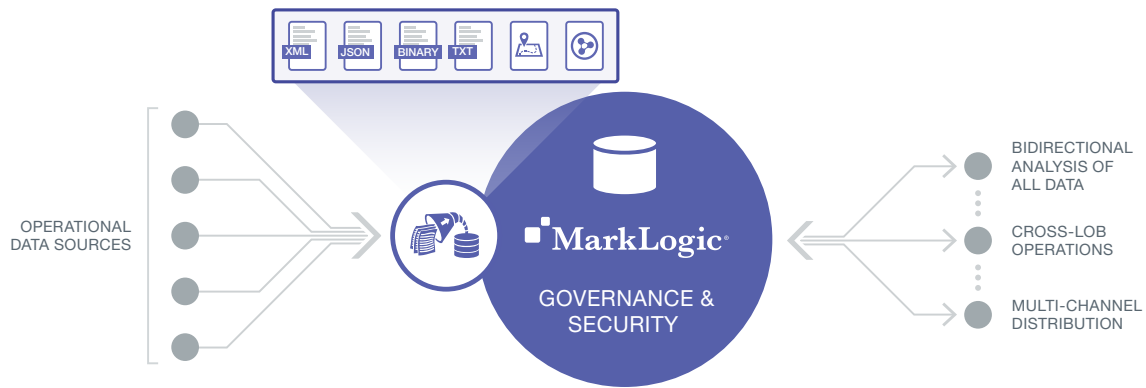 XML
JSON
BINARY
TXT
OPERATIONAL
DATA SOURCES
MarkLogic®
GOVERNANCE &
SECURITY
BIDIRECTIONAL
ANALYSIS OF
ALL DATA
CROSS-LOB
OPERATIONS
MULTI-CHANNEL
DISTRIBUTION